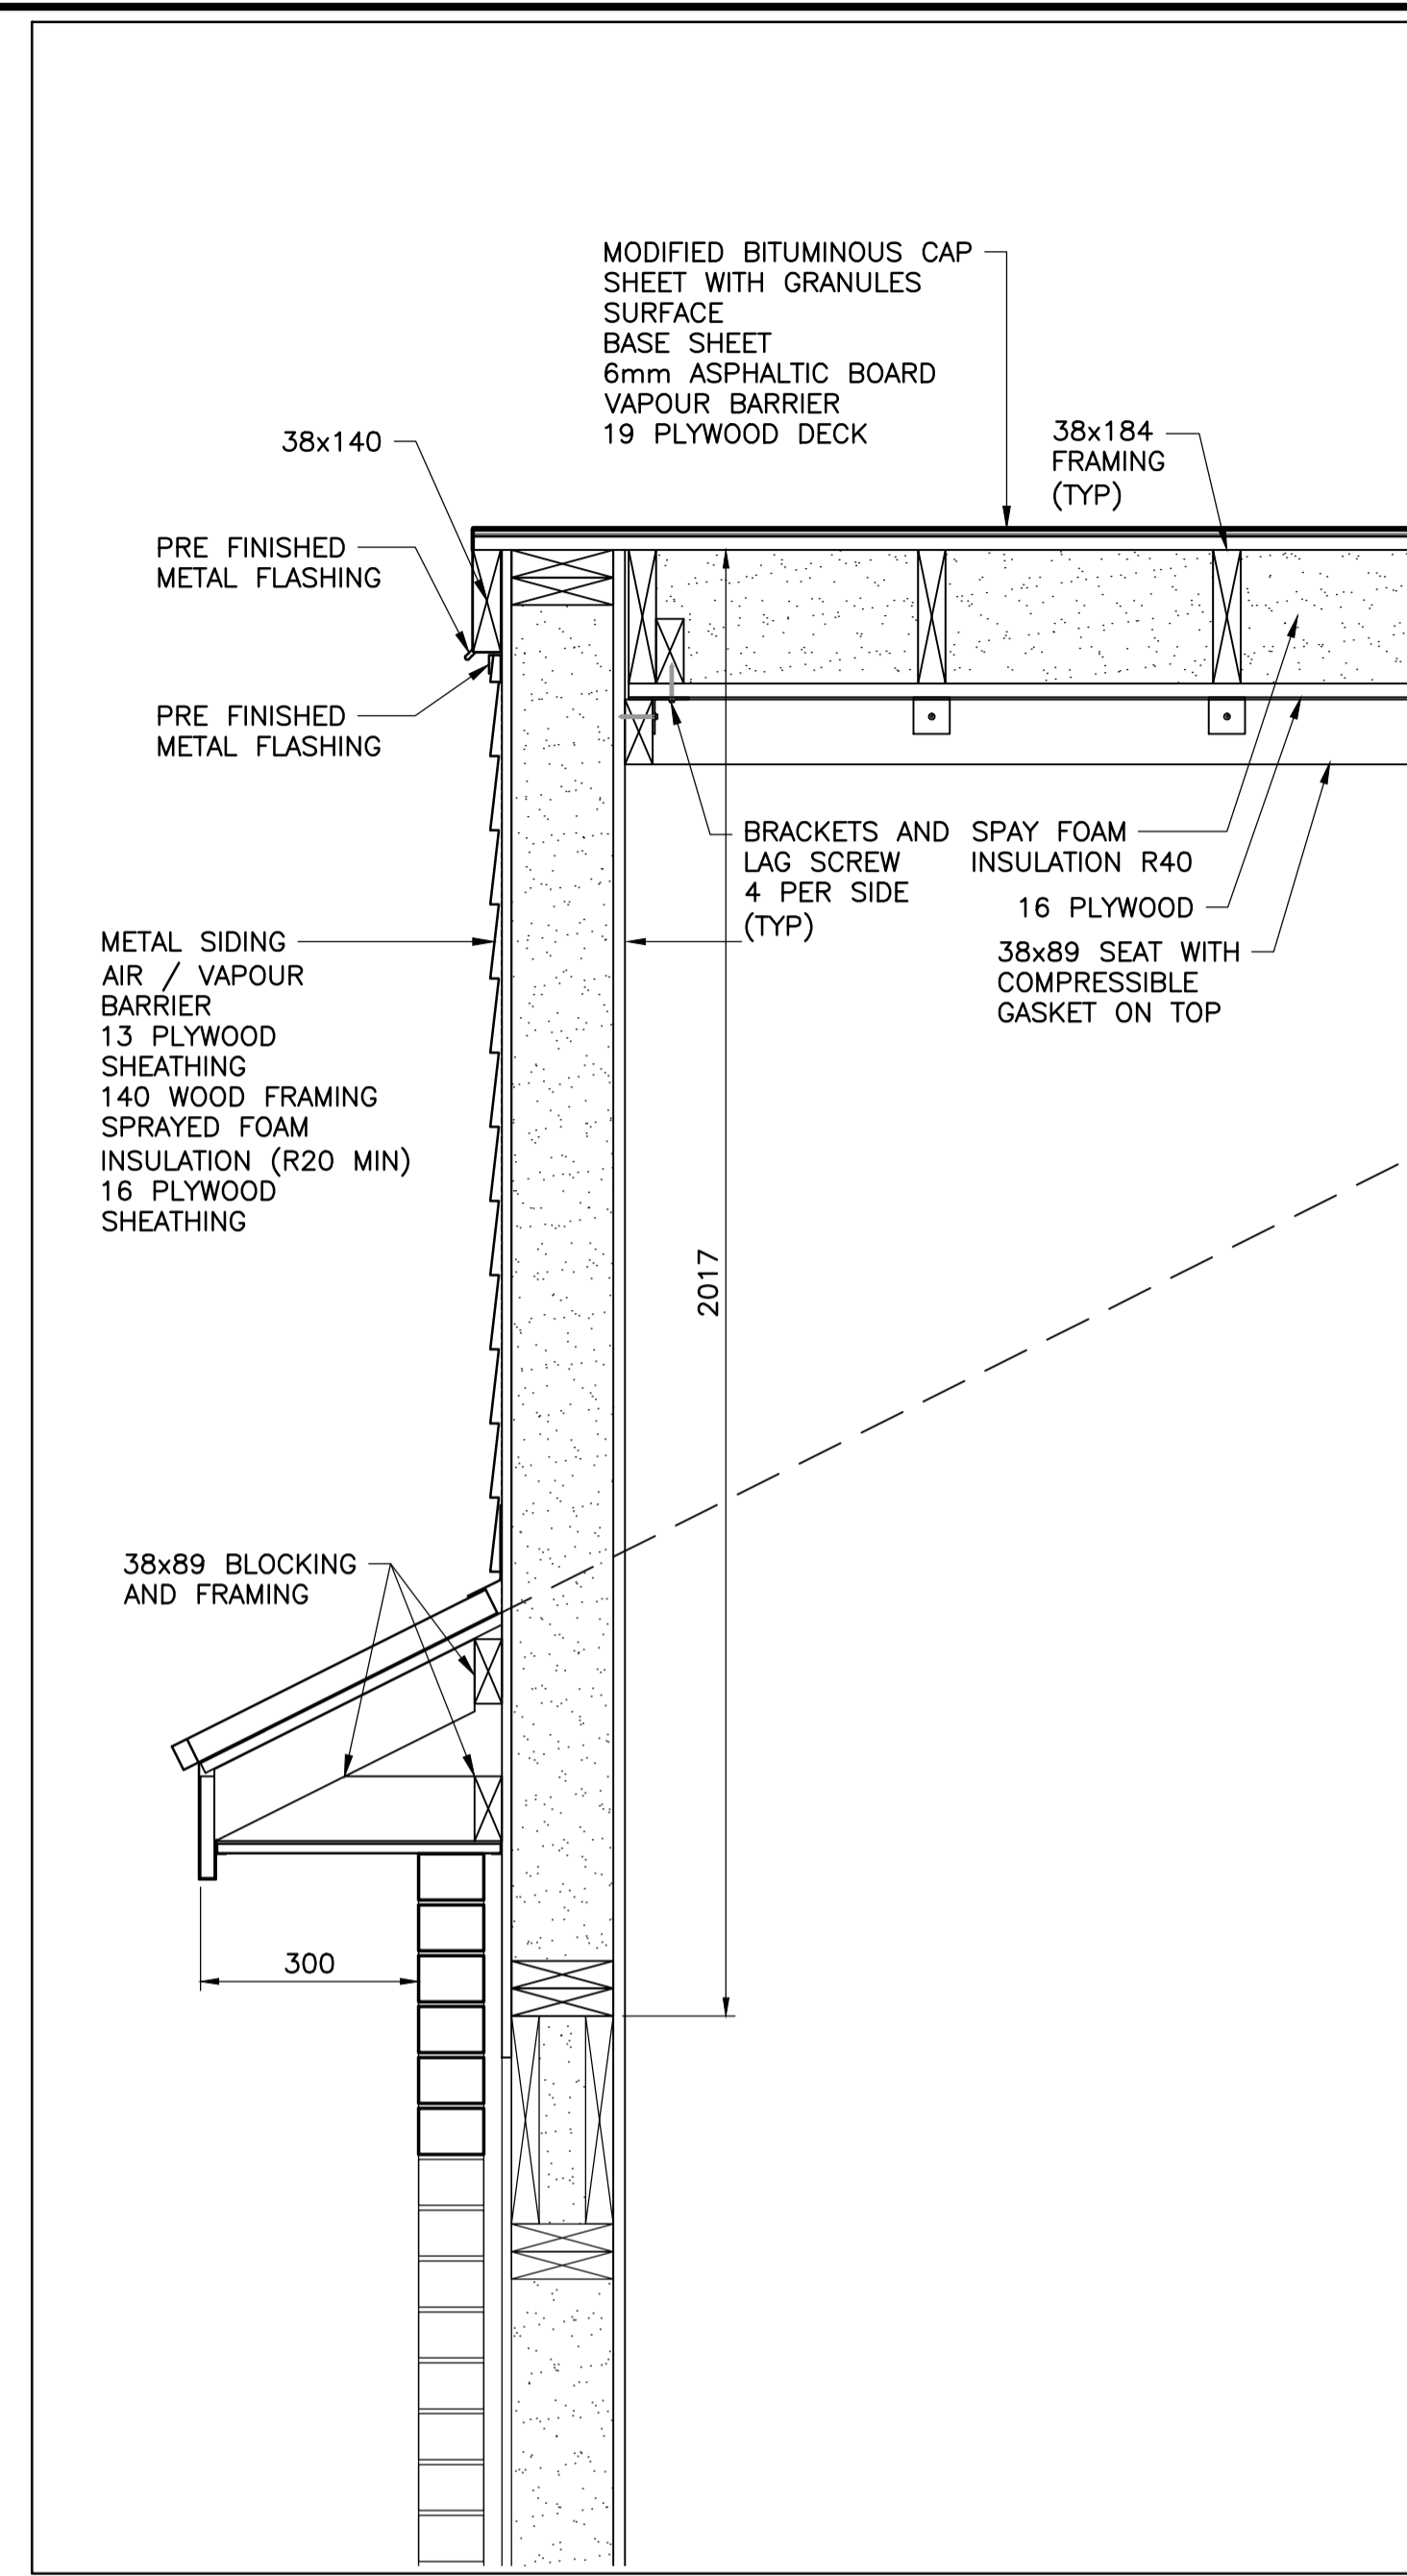 MODIFIED BITUMINOUS CAP
SHEET WITH GRANULES
SURFACE
BASE SHEET
6mm ASPHALTIC BOARD
VAPOUR BARRIER
19 PLYWOOD DECK
38x184
FRAMING
(TYP)
38x140
PRE FINISHED
METAL FLASHING
PRE FINISHED
METAL FLASHING
BRACKETS AND
LAG SCREW
4 PER SIDE
(TYP)
SPAY FOAM
INSULATION R40
16 PLYWOOD
38x89 SEAT WITH
COMPRESSIBLE
GASKET ON TOP
METAL SIDING
AIR / VAPOUR
BARRIER
13 PLYWOOD
SHEATHING
140 WOOD FRAMING
SPRAYED FOAM
INSULATION (R20 MIN)
16 PLYWOOD
SHEATHING
2017
38x89 BLOCKING
AND FRAMING
300